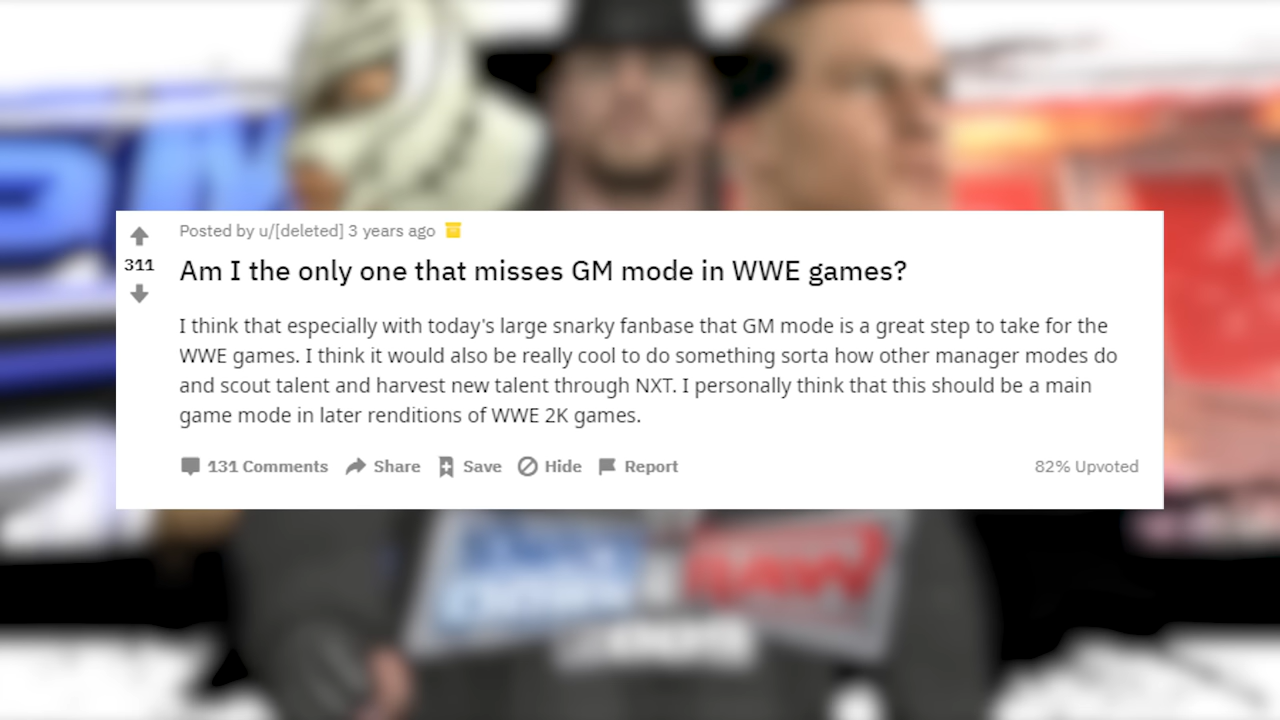 Posted by u/[deleted] 3 years ago
311
Am I the only one that misses GM mode in WWE games?
I think that especially with today's large snarky fanbase that GM mode is a great step to take for the
WWE games. I think it would also be really cool to do something sorta how other manager modes do
and scout talent and harvest new talent through NXT. I personally think that this should be a main
game mode in later renditions of WWE 2K games.
131 Comments Share Save Hide Report 82% Upvoted